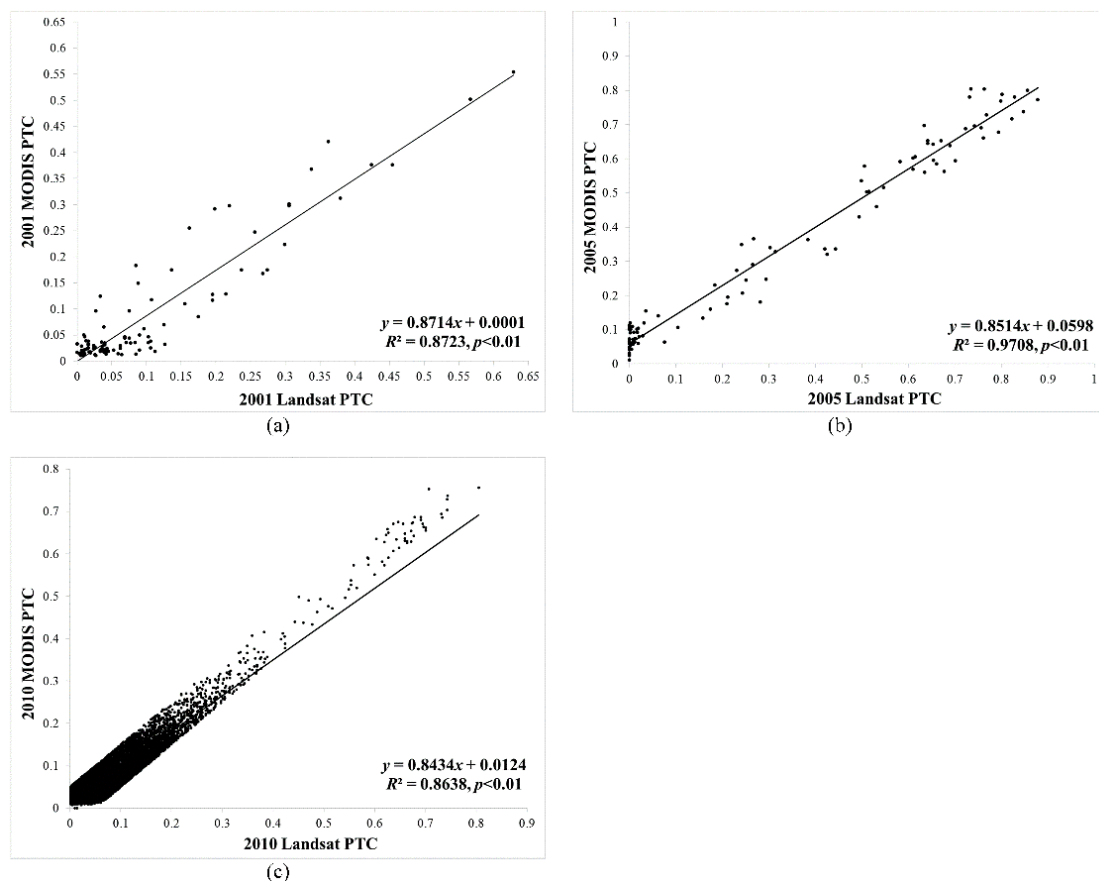 0.65
0.6
0.55
0.5
0.45
0.4
0.35
0.3
0.25
0.2
0.15
0.1
0.05
0
2001 MODIS PTC
y = 0.8714x + 0.0001
R² = 0.8723, p<0.01
0 0.05 0.1 0.15 0.2 0.25 0.3 0.35 0.4 0.45 0.5 0.55 0.6 0.65
2001 Landsat PTC
(a)
1
0.9
0.8
0.7
0.6
0.5
0.4
0.3
0.2
0.1
0
2005 MODIS PTC
y = 0.8514x + 0.0598
R² = 0.9708, p<0.01
0 0.1 0.2 0.3 0.4 0.5 0.6 0.7 0.8 0.9 1
2005 Landsat PTC
(b)
0.8
0.7
0.6
0.5
0.4
0.3
0.2
0.1
0
2010 MODIS PTC
y = 0.8434x + 0.0124
R² = 0.8638, p<0.01
0 0.1 0.2 0.3 0.4 0.5 0.6 0.7 0.8 0.9
2010 Landsat PTC
(c)